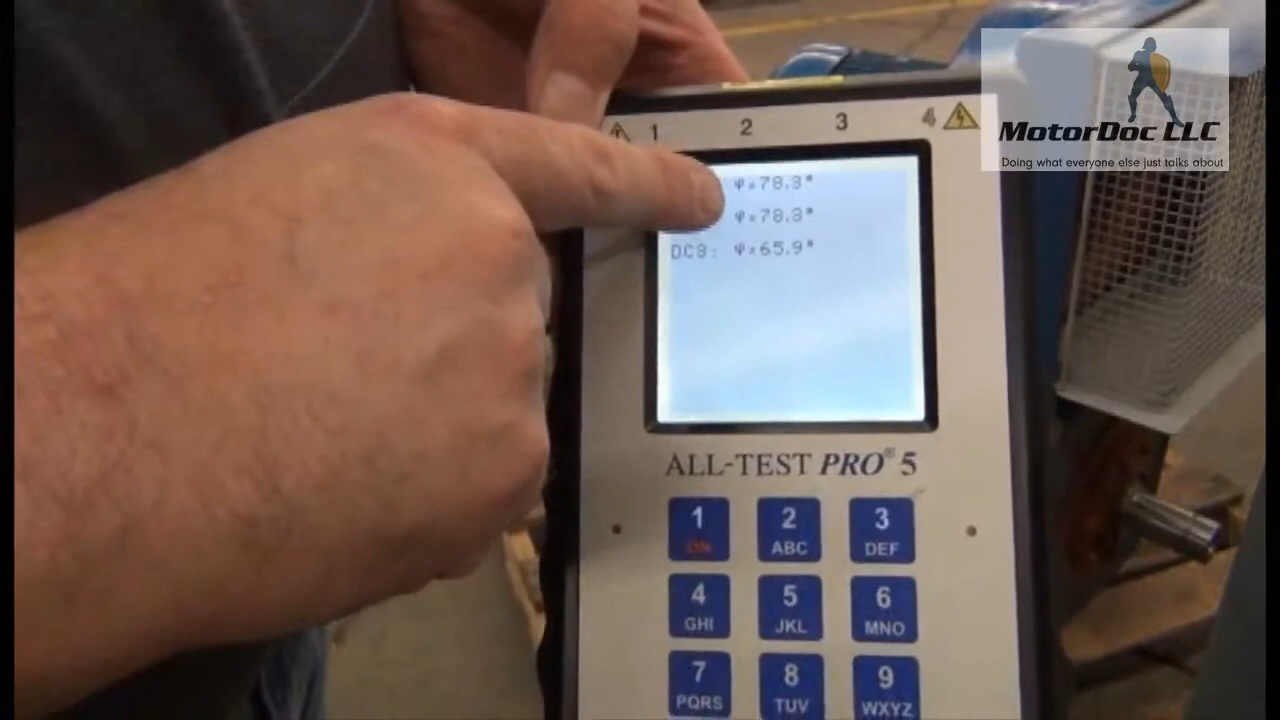 1 2 3 4
MotorDoc LLC
Doing what everyone else just talks about
φ=78.3°
φ=78.3°
DC3: φ=65.9°
ALL-TEST PRO® 5
1 2 3
ON ABC DEF
4 5 6
GHI JKL MNO
7 8 9
PQRS TUV WXYZ